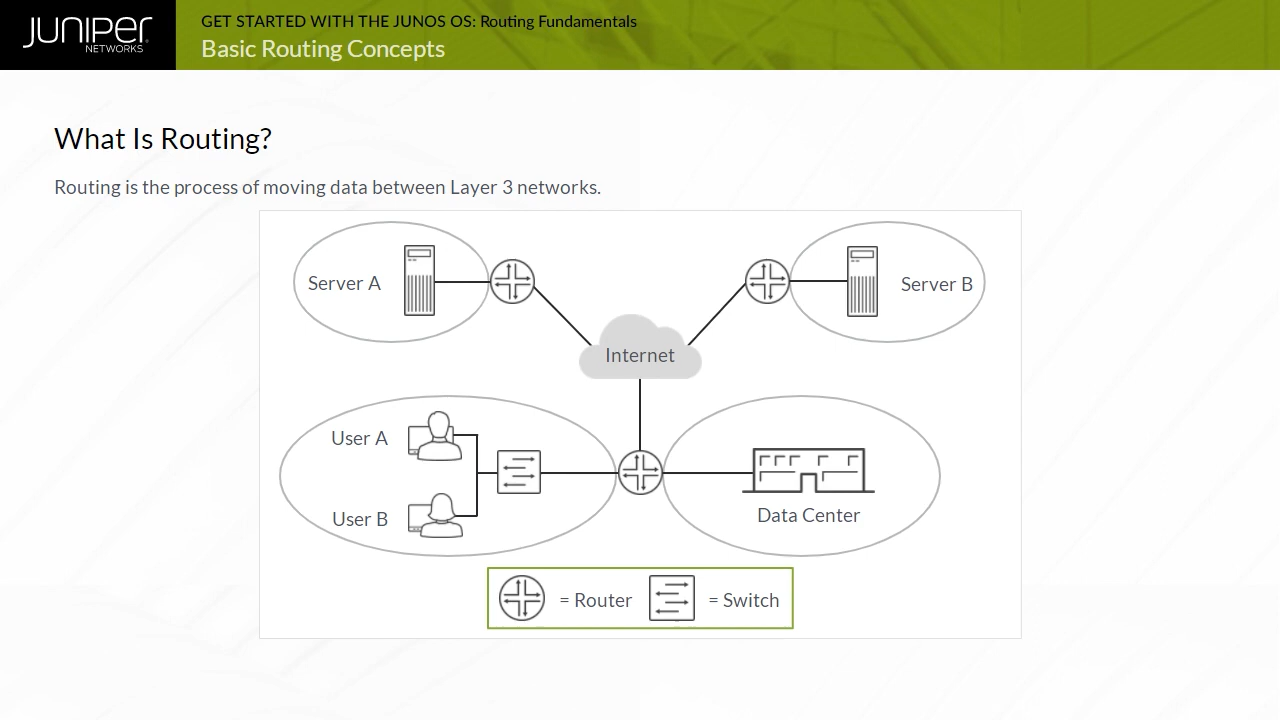 JUNIPER
NETWORKS
GET STARTED WITH THE JUNOS OS: Routing Fundamentals
Basic Routing Concepts
What Is Routing?
Routing is the process of moving data between Layer 3 networks.
Server A
Server B
Internet
User A
User B
Data Center
= Router
= Switch